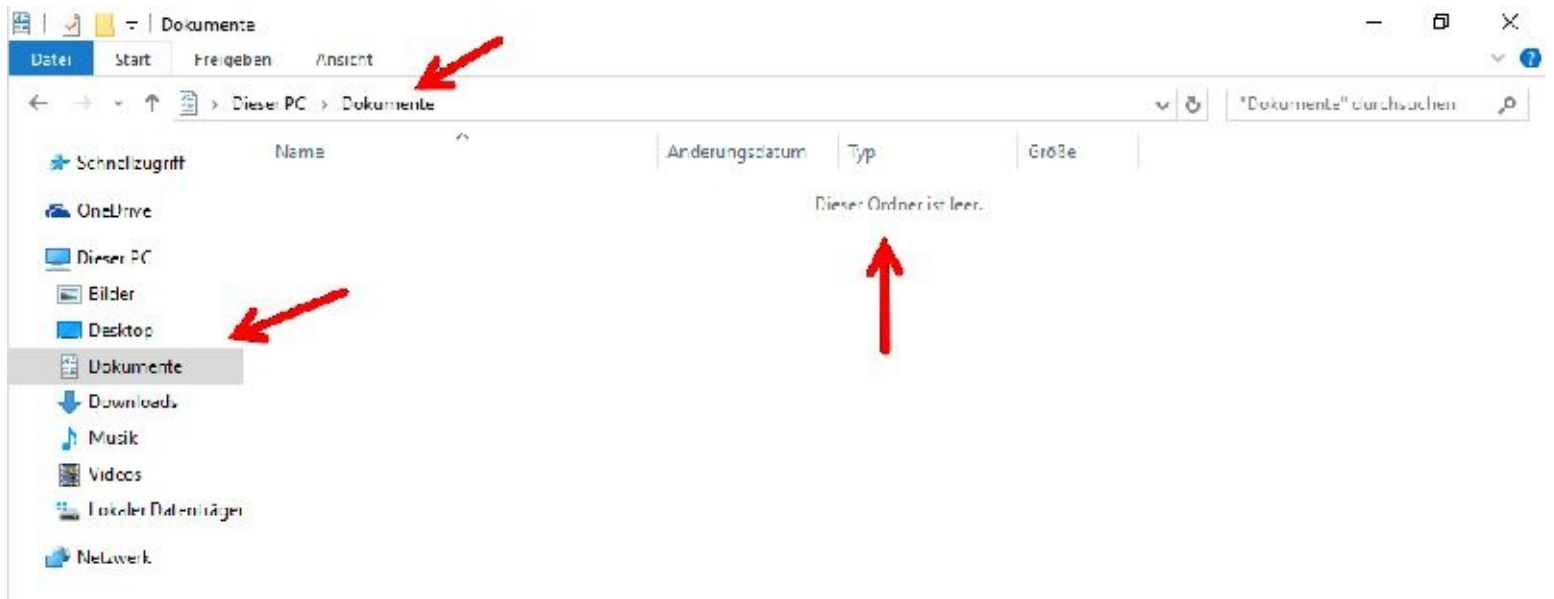 Dokumente
Datei Start Freigeben Ansicht
Dieser PC > Dokumente "Dokumente" durchsuchen
Name Änderungsdatum Typ Größe
Schnellzugriff
Dieser Ordner ist leer.
OneDrive
Dieser PC
Bilder
Desktop
Dokumente
Downloads
Musik
Videos
Lokaler Datenträger
Netzwerk